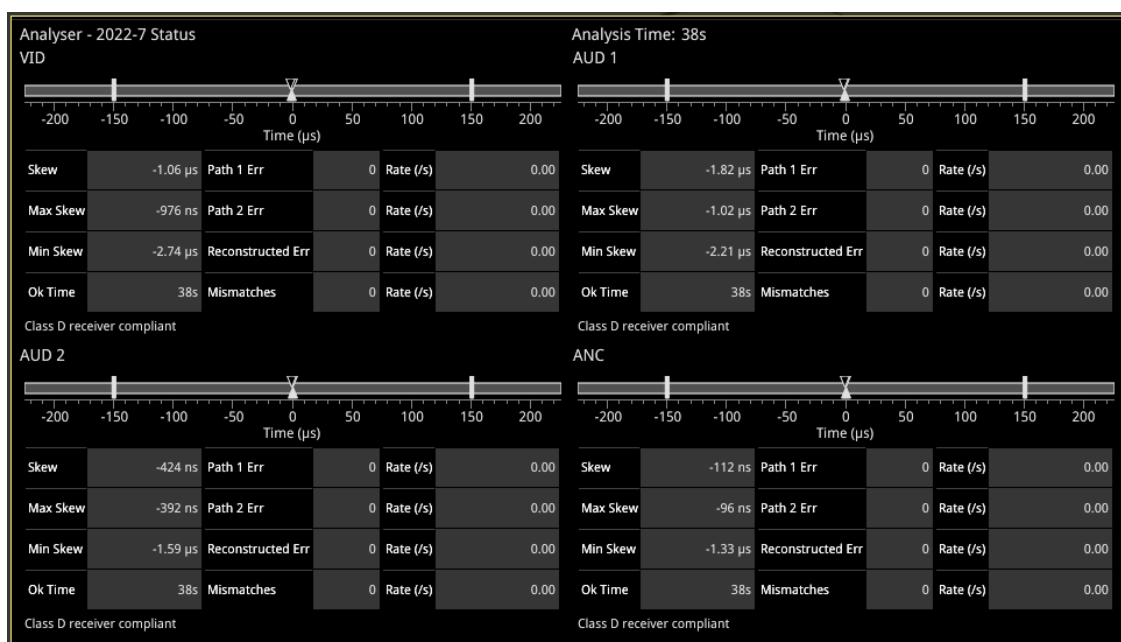 Analyser - 2022-7 Status
Analysis Time: 38s
VID
-200 -150 -100 -50 0 50 100 150 200
Time (µs)
Skew -1.06 µs Path 1 Err 0 Rate (/s) 0.00
Max Skew -976 ns Path 2 Err 0 Rate (/s) 0.00
Min Skew -2.74 µs Reconstructed Err 0 Rate (/s) 0.00
Ok Time 38s Mismatches 0 Rate (/s) 0.00
Class D receiver compliant
AUD 1
-200 -150 -100 -50 0 50 100 150 200
Time (µs)
Skew -1.82 µs Path 1 Err 0 Rate (/s) 0.00
Max Skew -1.02 µs Path 2 Err 0 Rate (/s) 0.00
Min Skew -2.21 µs Reconstructed Err 0 Rate (/s) 0.00
Ok Time 38s Mismatches 0 Rate (/s) 0.00
Class D receiver compliant
AUD 2
-200 -150 -100 -50 0 50 100 150 200
Time (µs)
Skew -424 ns Path 1 Err 0 Rate (/s) 0.00
Max Skew -392 ns Path 2 Err 0 Rate (/s) 0.00
Min Skew -1.59 µs Reconstructed Err 0 Rate (/s) 0.00
Ok Time 38s Mismatches 0 Rate (/s) 0.00
Class D receiver compliant
ANC
-200 -150 -100 -50 0 50 100 150 200
Time (µs)
Skew -112 ns Path 1 Err 0 Rate (/s) 0.00
Max Skew -96 ns Path 2 Err 0 Rate (/s) 0.00
Min Skew -1.33 µs Reconstructed Err 0 Rate (/s) 0.00
Ok Time 38s Mismatches 0 Rate (/s) 0.00
Class D receiver compliant